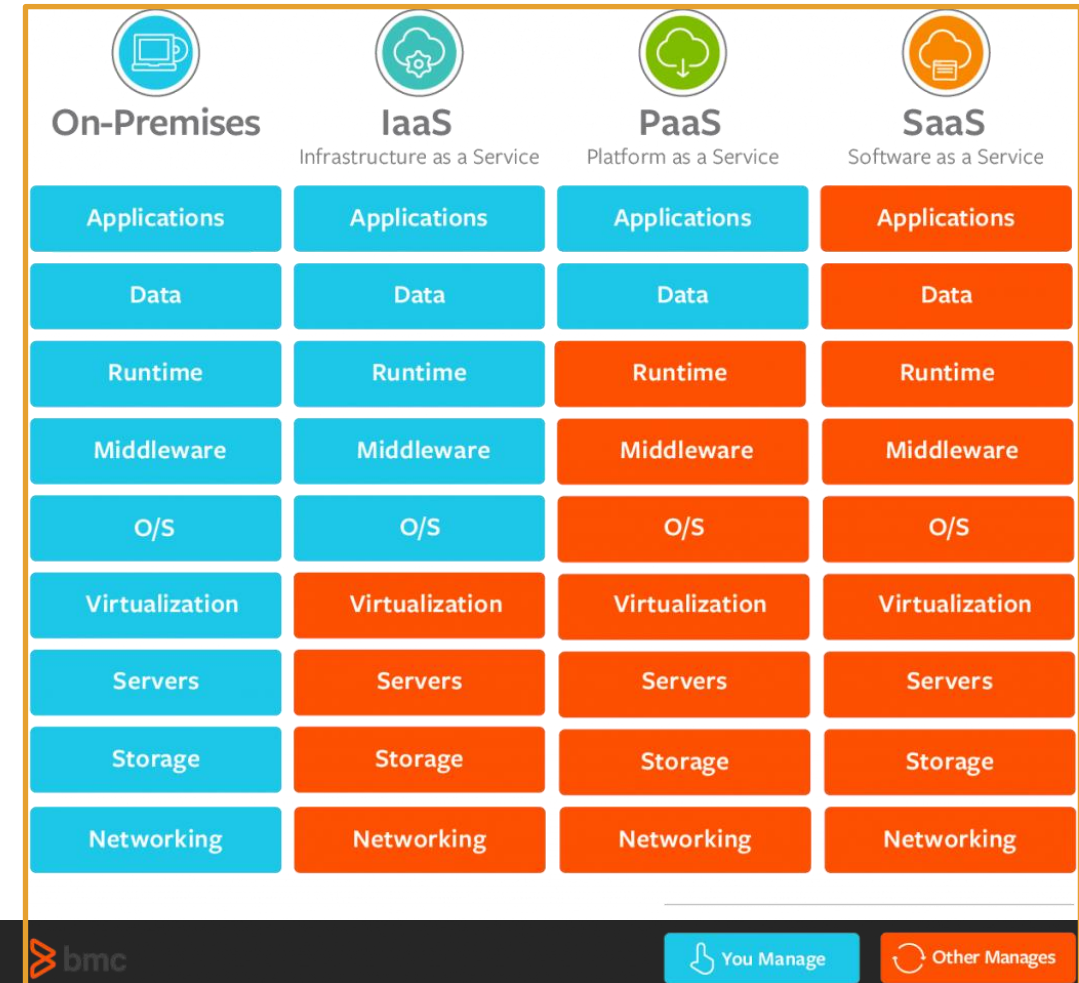 On-Premises IaaS PaaS SaaS
Infrastructure as a Service Platform as a Service Software as a Service
Applications Applications Applications Applications
Data Data Data Data
Runtime Runtime Runtime Runtime
Middleware Middleware Middleware Middleware
O/S O/S O/S O/S
Virtualization Virtualization Virtualization Virtualization
Servers Servers Servers Servers
Storage Storage Storage Storage
Networking Networking Networking Networking
bmc You Manage Other Manages